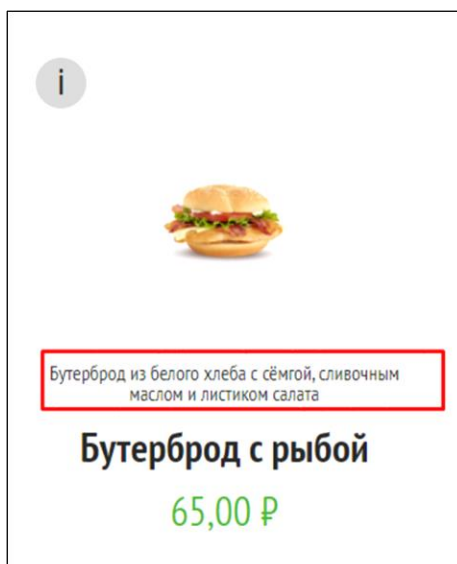 i
Бутерброд из белого хлеба с сёмгой, сливочным
маслом и листиком салата
Бутерброд с рыбой
65,00 ₽